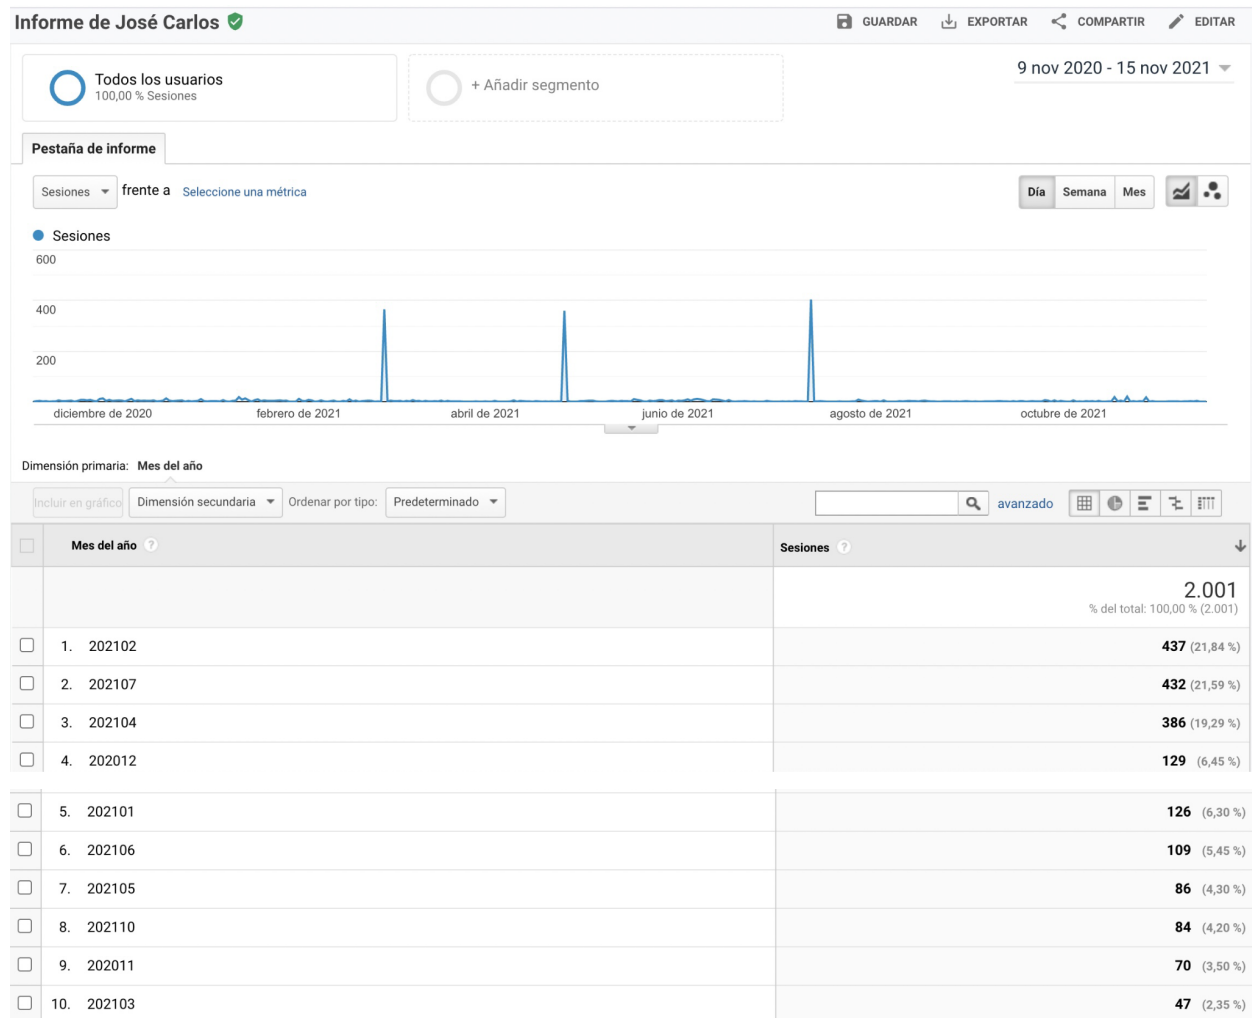 Informe de José Carlos
GUARDAR EXPORTAR COMPARTIR EDITAR
Todos los usuarios
100,00 % Sesiones
+ Añadir segmento
9 nov 2020 - 15 nov 2021
Pestaña de informe
Sesiones frente a Seleccione una métrica
Día Semana Mes
Sesiones
600
400
200
diciembre de 2020 febrero de 2021 abril de 2021 junio de 2021 agosto de 2021 octubre de 2021
Dimensión primaria: Mes del año
Incluir en gráfico Dimensión secundaria Ordenar por tipo: Predeterminado avanzado
Mes del año ? Sesiones ?
2.001
% del total: 100,00 % (2.001)
1. 202102 437 (21,84 %)
2. 202107 432 (21,59 %)
3. 202104 386 (19,29 %)
4. 202012 129 (6,45 %)
5. 202101 126 (6,30 %)
6. 202106 109 (5,45 %)
7. 202105 86 (4,30 %)
8. 202110 84 (4,20 %)
9. 202011 70 (3,50 %)
10. 202103 47 (2,35 %)